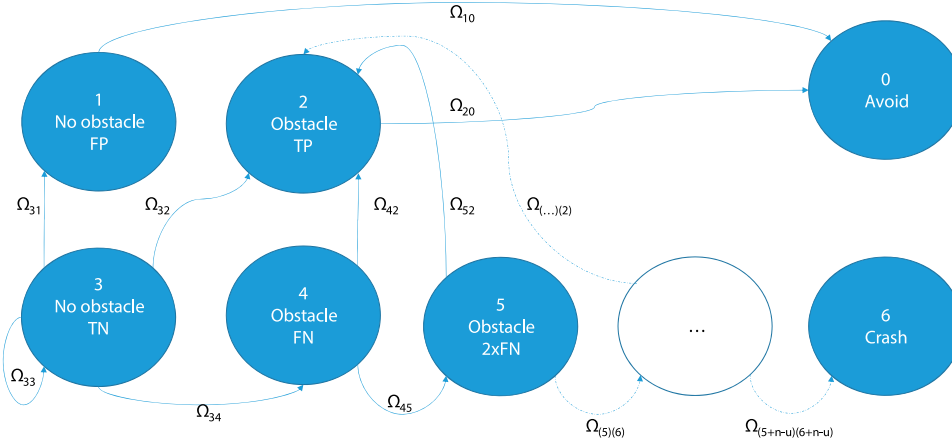 Ω10
1
No obstacle
FP
2
Obstacle
TP
Ω20
0
Avoid
Ω31
Ω32
Ω42
Ω52
Ω(...)(2)
3
No obstacle
TN
4
Obstacle
FN
5
Obstacle
2xFN
...
6
Crash
Ω33
Ω34
Ω45
Ω(5)(6)
Ω(5+n-u)(6+n-u)